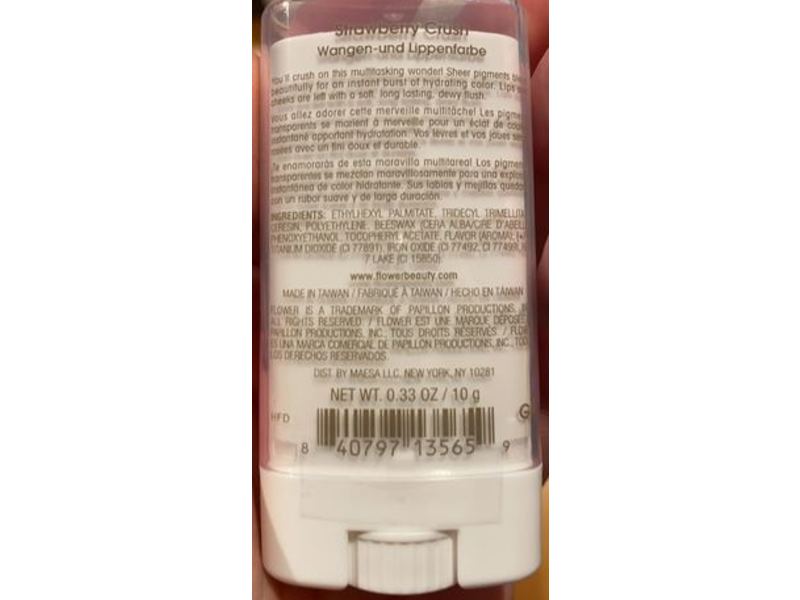 Strawberry Crush
Wangen-und Lippenfarbe
You'll crush on this multitasking wonder! Sheer pigments
beautifully for an instant burst of hydrating color. Lips
cheeks are left with a soft, long lasting, dewy flush.
Vous allez adorer cette merveille multitâche! Les
transparents se marient à merveille pour un éclat de
instantané apportant hydratation. Vos lèvres et vos joues
rosées avec un fini doux et durable.
¡Te enamorarás de esta maravilla multitarea! Los
transparentes se mezclan maravillosamente para una
instantánea de color hidratante. Sus labios y mejillas
con un rubor suave y de larga duración.
INGREDIENTS: ETHYLHEXYL PALMITATE, TRIDECYL
CERESIN, POLYETHYLENE, BEESWAX (CERA ALBA/CIRE
PHENOXYETHANOL, TOCOPHERYL ACETATE, FLAVOR (AROMA),
TITANIUM DIOXIDE (CI 77891), IRON OXIDE (CI 77492, CI 77499),
7 LAKE (CI 15850).
www.flowerbeauty.com
MADE IN TAIWAN / FABRIQUÉ À TAIWAN / HECHO EN TAIWAN
FLOWER IS A TRADEMARK OF PAPILLON PRODUCTIONS,
ALL RIGHTS RESERVED. / FLOWER EST UNE MARQUE
PAPILLON PRODUCTIONS, INC., TOUS DROITS RÉSERVÉS. /
ES UNA MARCA COMERCIAL DE PAPILLON PRODUCTIONS, INC.,
LOS DERECHOS RESERVADOS.
DIST. BY MAESA LLC. NEW YORK, NY 10281
NET WT. 0.33 OZ / 10 g
HFD
8 40797 13565 9